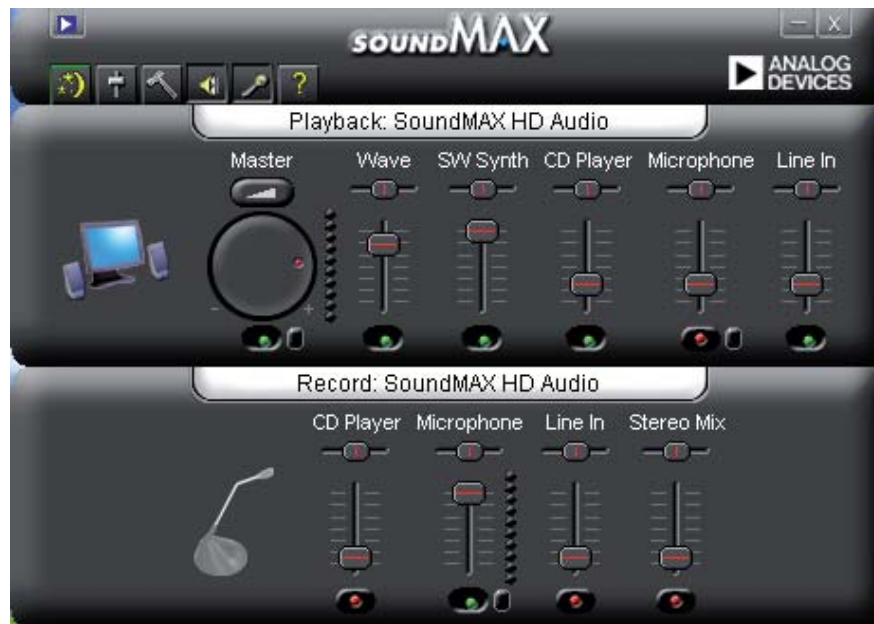 SOUNDMAX
X
?
ANALOG
DEVICES
Playback: SoundMAX HD Audio
Master Wave SW Synth CD Player Microphone Line In
- +
Record: SoundMAX HD Audio
CD Player Microphone Line In Stereo Mix